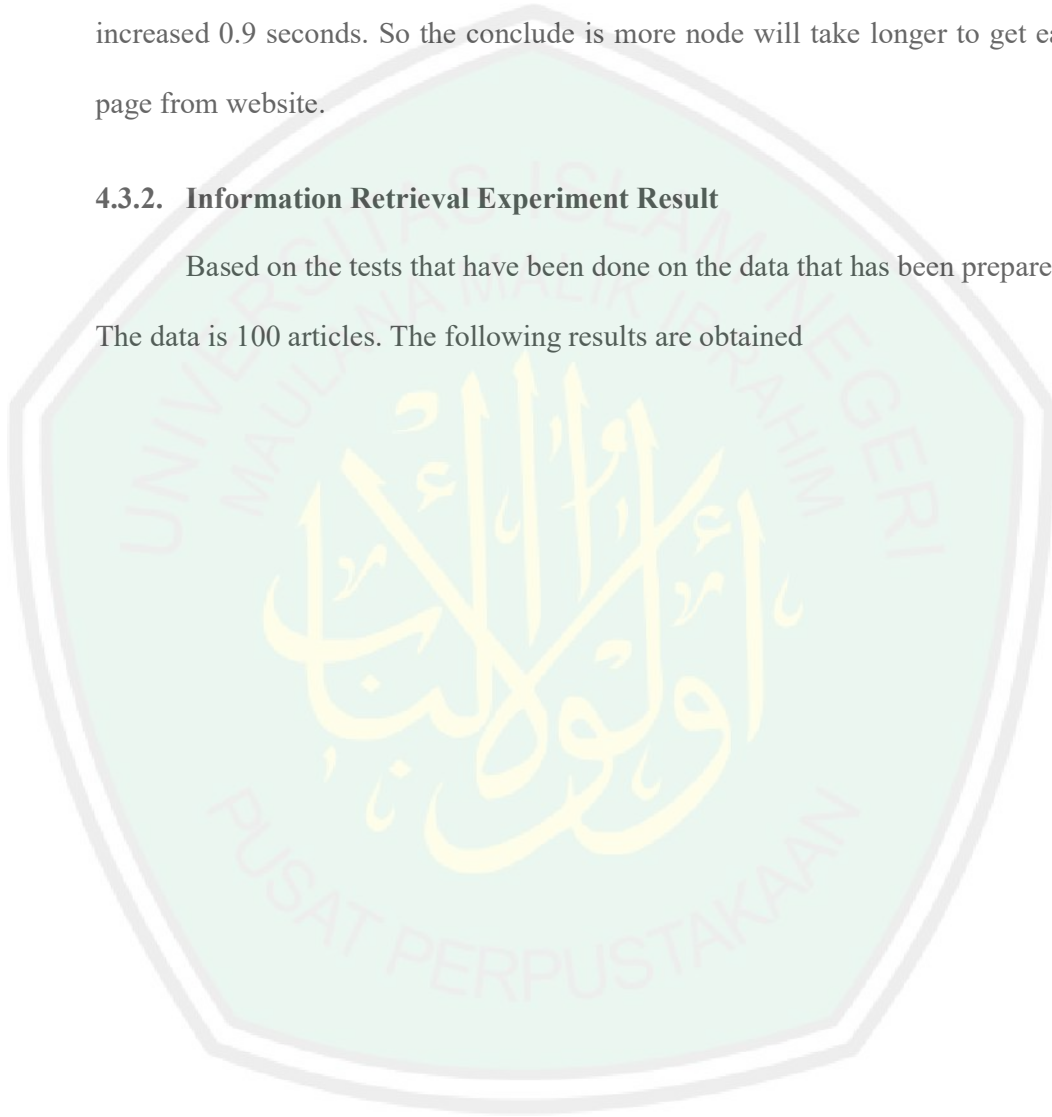 increased 0.9 seconds. So the conclude is more node will take longer to get ea
page from website.
4.3.2. Information Retrieval Experiment Result
Based on the tests that have been done on the data that has been prepare
The data is 100 articles. The following results are obtained
UNIVERSITAS ISLAM NEGERI
MAULANA MALIK IBRAHIM
أولو الألباب
PUSAT PERPUSTAKAAN